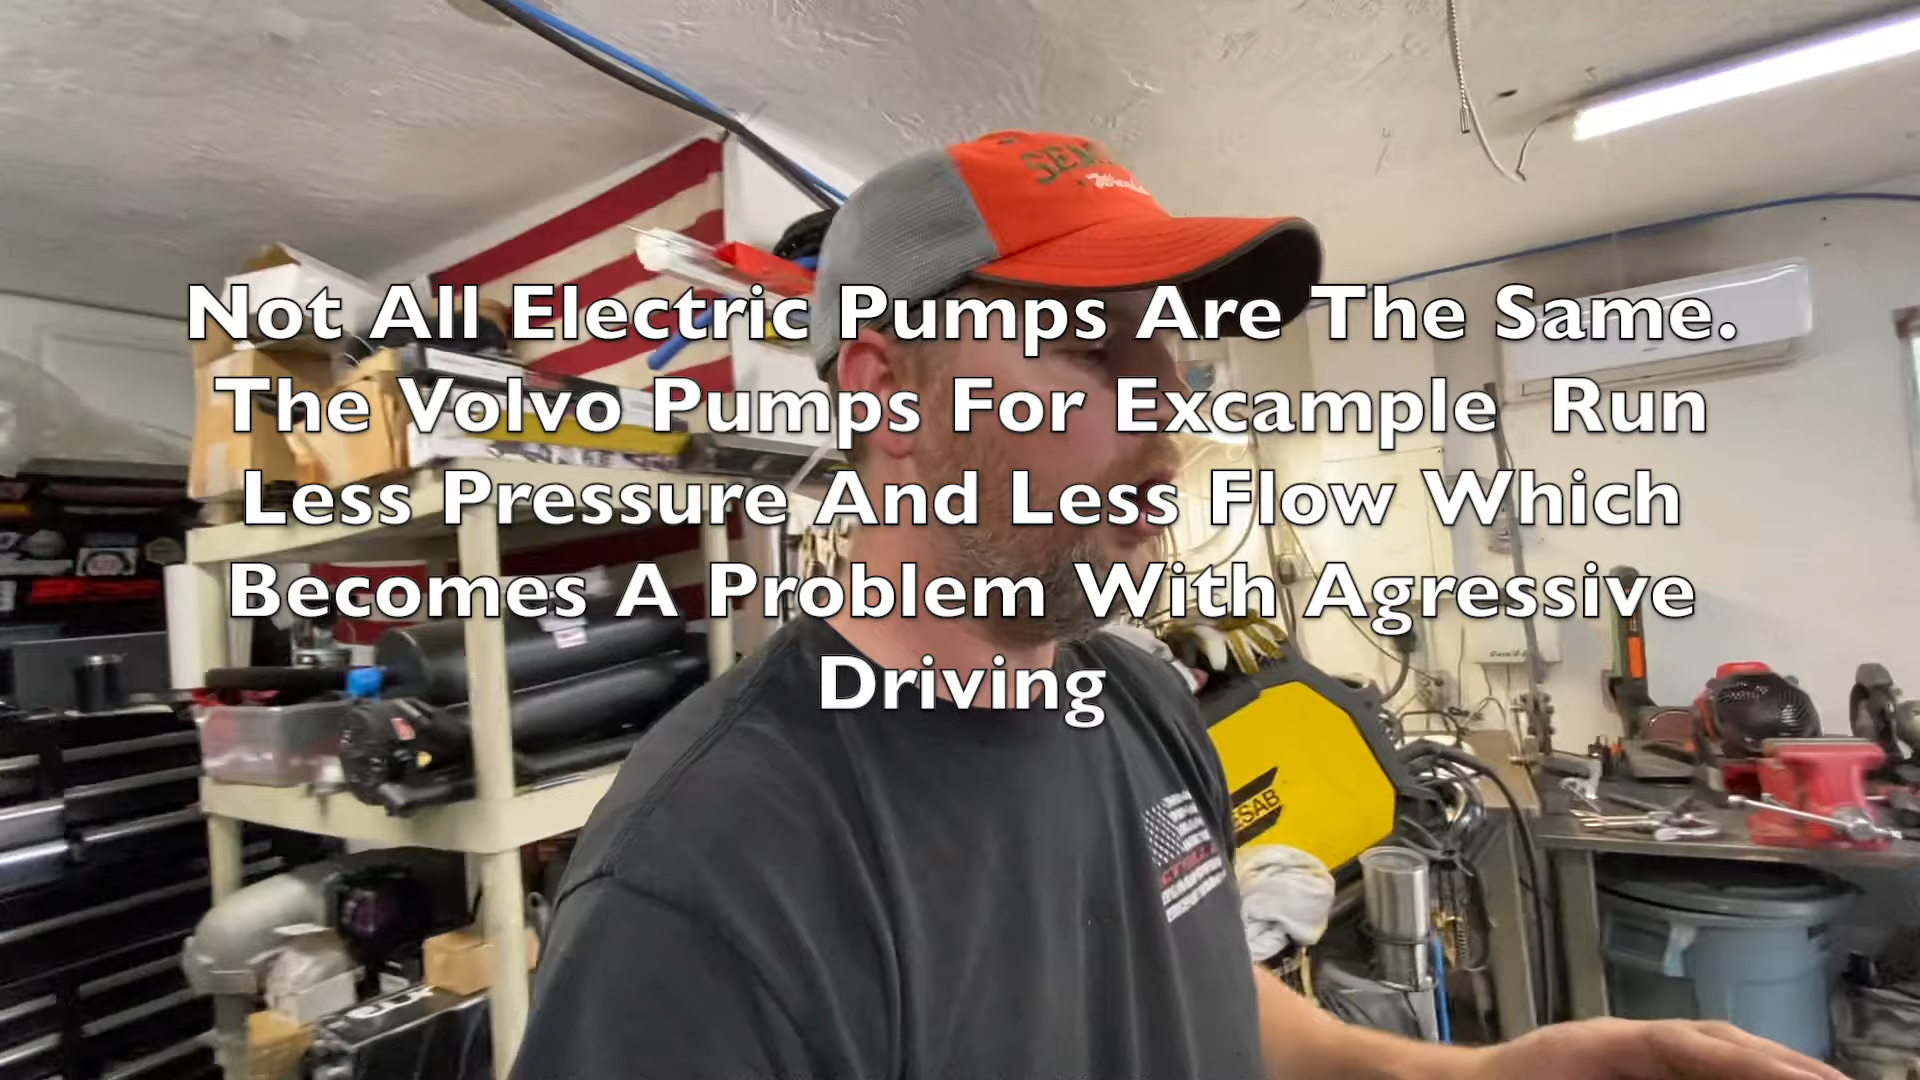 Not All Electric Pumps Are The Same.
The Volvo Pumps For Excample Run
Less Pressure And Less Flow Which
Becomes A Problem With Agressive
Driving
ESAB